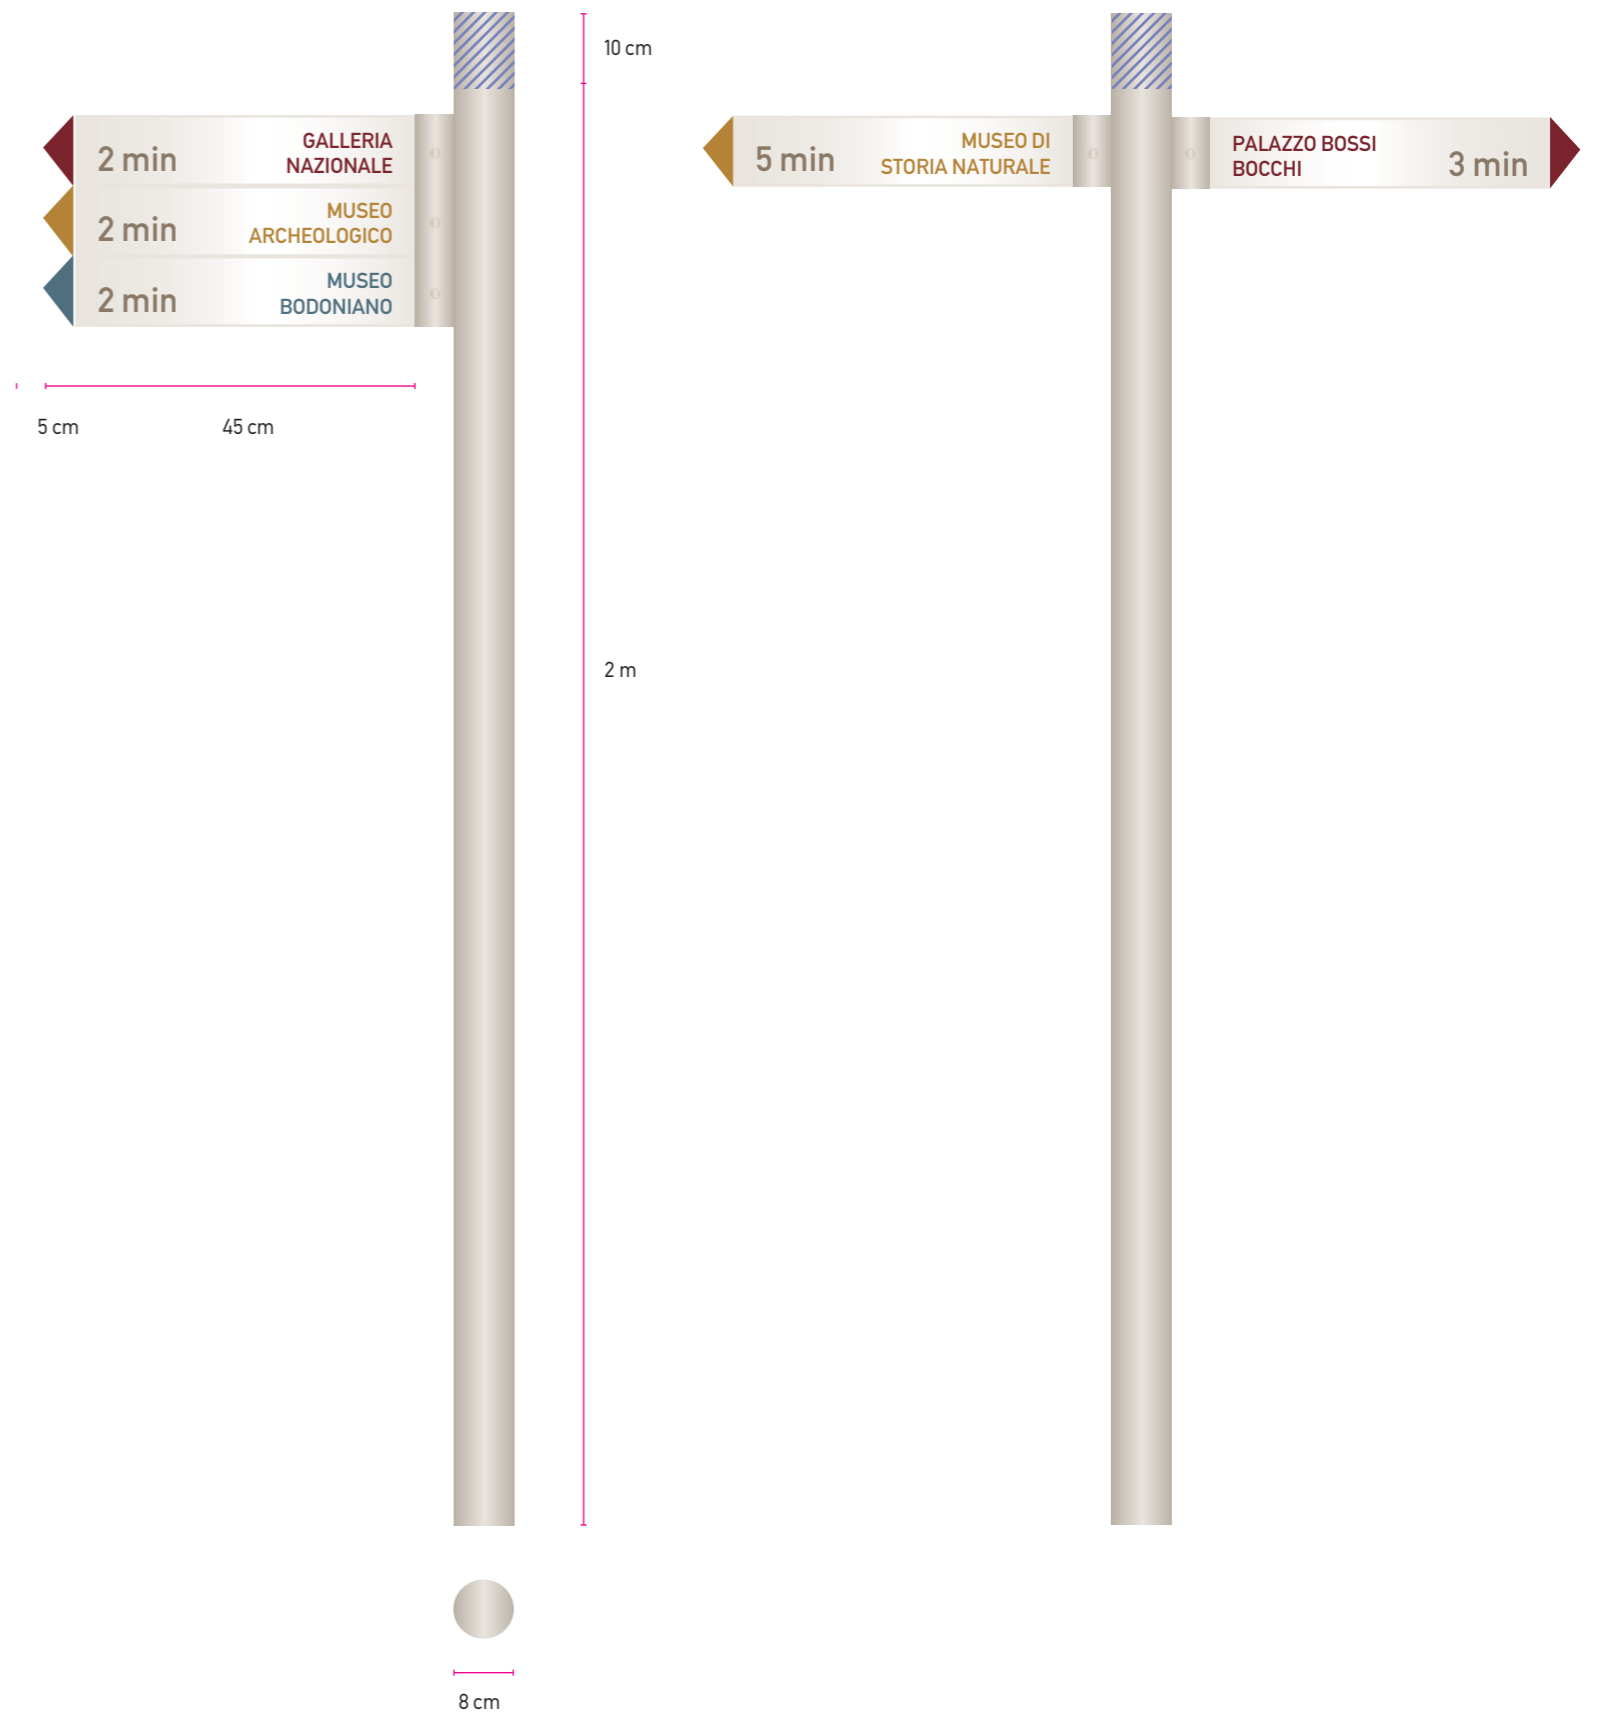 10 cm
GALLERIA
NAZIONALE
2 min
MUSEO
ARCHEOLOGICO
2 min
MUSEO
BODONIANO
2 min
5 cm
45 cm
2 m
8 cm
5 min
MUSEO DI
STORIA NATURALE
PALAZZO BOSSI
BOCCHI
3 min